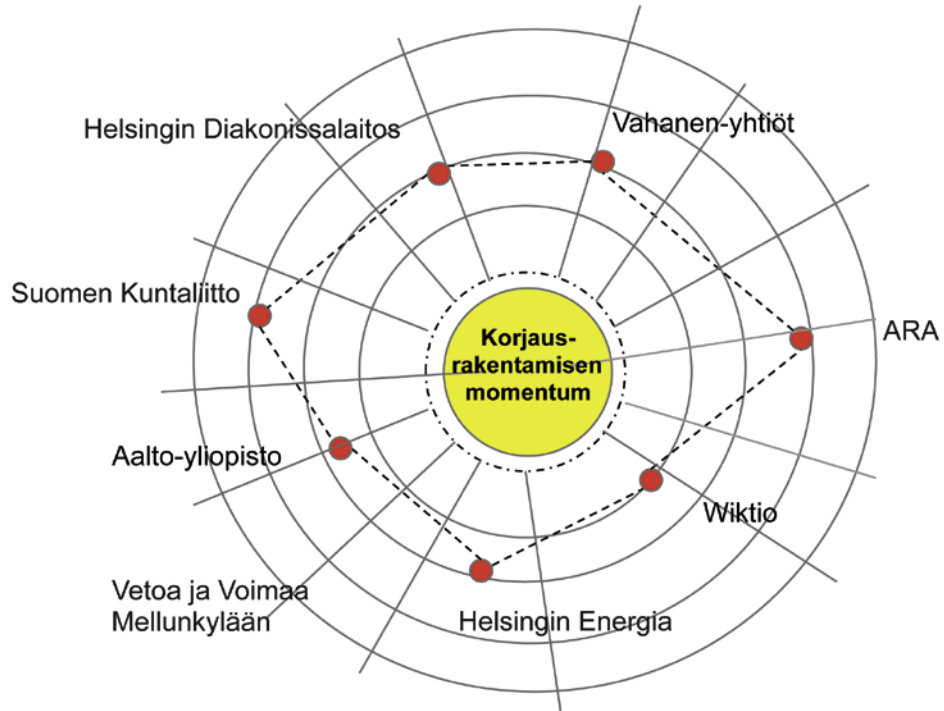 Helsingin Diakonissalaitos
Vahanen-yhtiöt
Suomen Kuntaliitto
ARA
Korjaus-
rakentamisen
momentum
Aalto-yliopisto
Wiktio
Vetoa ja Voimaa
Mellunkylään
Helsingin Energia